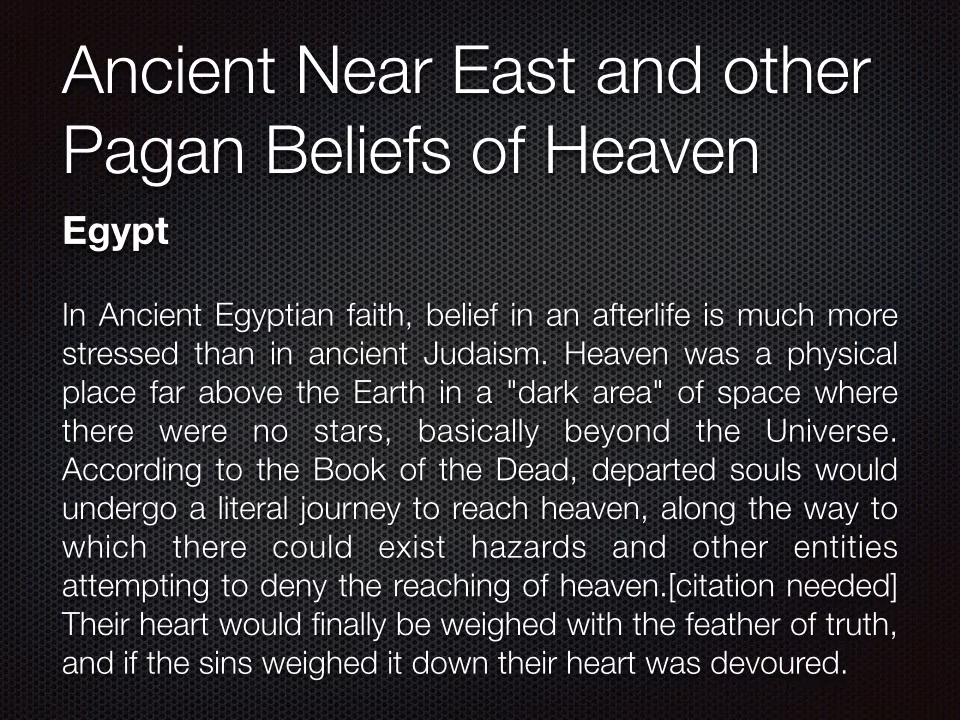 Ancient Near East and other
Pagan Beliefs of Heaven
Egypt
In Ancient Egyptian faith, belief in an afterlife is much more
stressed than in ancient Judaism. Heaven was a physical
place far above the Earth in a "dark area" of space where
there were no stars, basically beyond the Universe.
According to the Book of the Dead, departed souls would
undergo a literal journey to reach heaven, along the way to
which there could exist hazards and other entities
attempting to deny the reaching of heaven.[citation needed]
Their heart would finally be weighed with the feather of truth,
and if the sins weighed it down their heart was devoured.